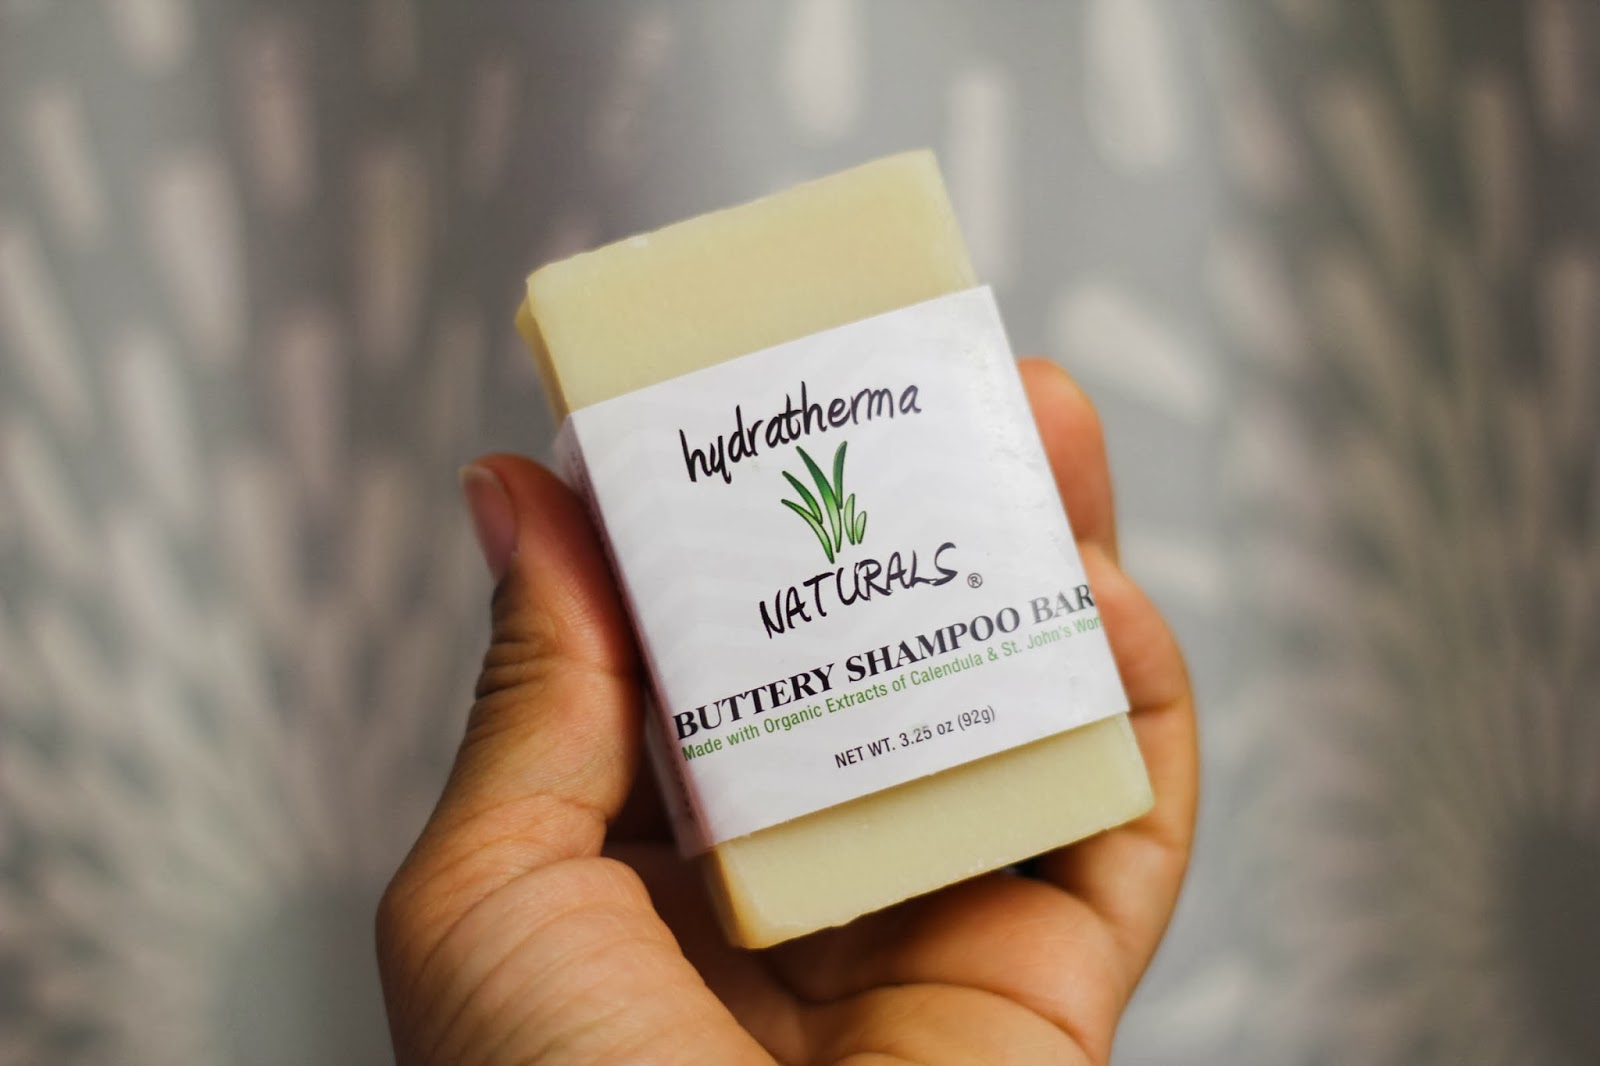 hydratherma
NATURALS®
BUTTERY SHAMPOO BAR
Made with Organic Extracts of Calendula & St. John's Wor
NET WT. 3.25 oz (92g)